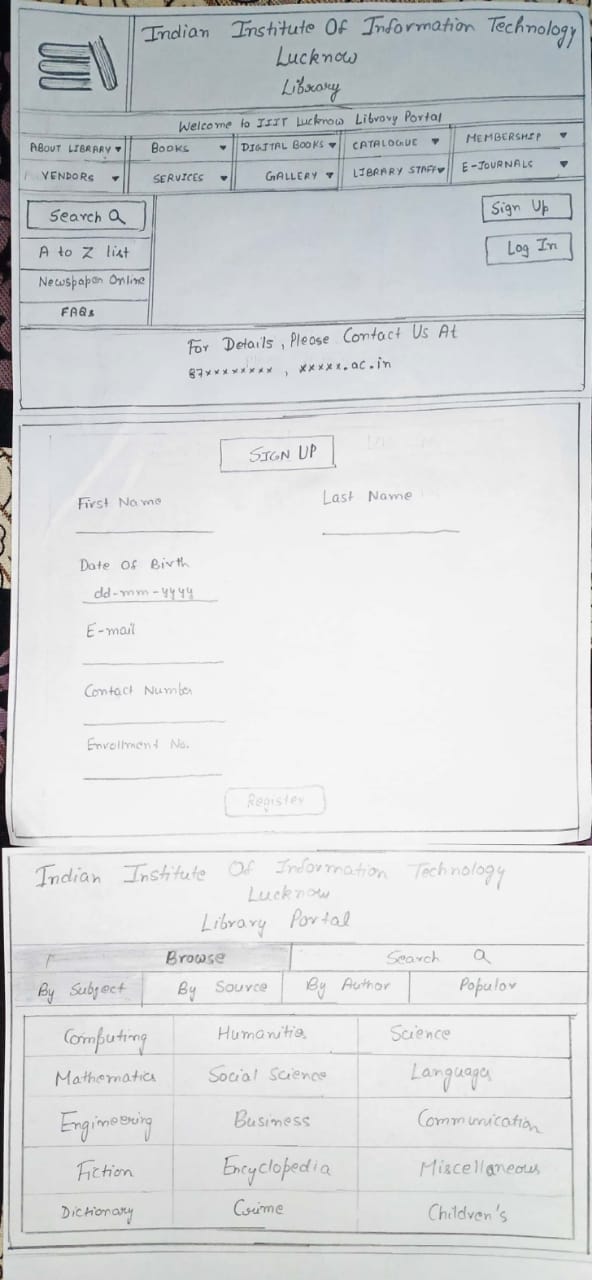 Indian Institute Of Information Technology
Lucknow
Library
Welcome to IIIT Lucknow Library Portal
ABOUT LIBRARY ▼ BOOKS ▼ DIGITAL BOOKS ▼ CATALOGUE ▼ MEMBERSHIP ▼
VENDORS ▼ SERVICES ▼ GALLERY ▼ LIBRARY STAFF ▼ E-JOURNALS ▼
Search
A to Z list
Newspaper Online
FAQs
Sign Up
Log In
For Details, Please Contact Us At
87xxxxxxxx , xxxxx.ac.in
SIGN UP
First Name Last Name
Date Of Birth
dd-mm-yyyy
E-mail
Contact Number
Enrollment No.
Register
Indian Institute Of Information Technology
Lucknow
Library Portal
Browse Search
By Subject By Source By Author Popular
Computing Humanities Science
Mathematics Social Science Languages
Engineering Business Communication
Fiction Encyclopedia Miscellaneous
Dictionary Crime Children's